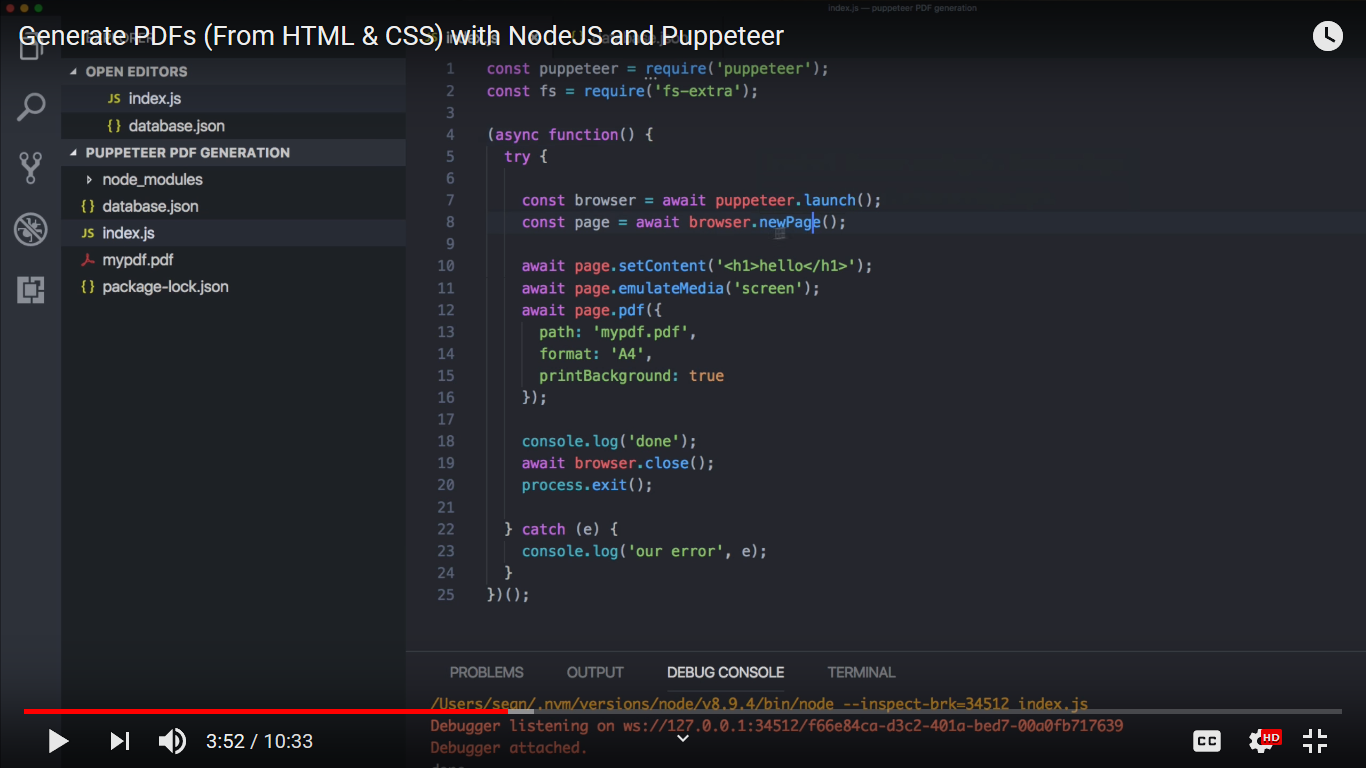 index.js — puppeteer PDF generation
Generate PDFs (From HTML & CSS) with NodeJS and Puppeteer
OPEN EDITORS
JS index.js
{} database.json
PUPPETEER PDF GENERATION
node_modules
{} database.json
JS index.js
mypdf.pdf
{} package-lock.json
1 const puppeteer = require('puppeteer');
2 const fs = require('fs-extra');
3
4 (async function() {
5 try {
6
7 const browser = await puppeteer.launch();
8 const page = await browser.newPage();
9
10 await page.setContent('<h1>hello</h1>');
11 await page.emulateMedia('screen');
12 await page.pdf({
13 path: 'mypdf.pdf',
14 format: 'A4',
15 printBackground: true
16 });
17
18 console.log('done');
19 await browser.close();
20 process.exit();
21
22 } catch (e) {
23 console.log('our error', e);
24 }
25 })();
PROBLEMS OUTPUT DEBUG CONSOLE TERMINAL
/Users/sean/.nvm/versions/node/v8.9.4/bin/node --inspect-brk=34512 index.js
Debugger listening on ws://127.0.0.1:34512/f66e84ca-d3c2-401a-bed7-00a0fb717639
Debugger attached.
3:52 / 10:33
CC
HD